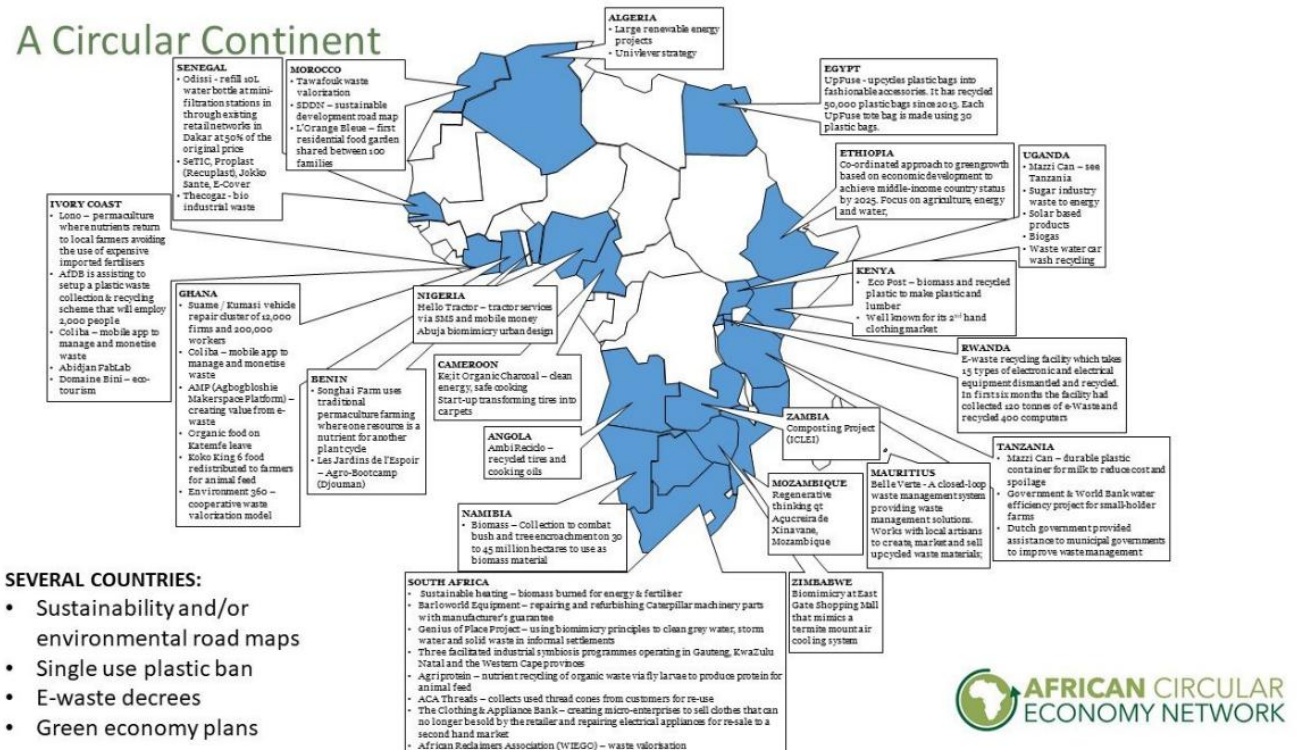 A Circular Continent
ALGERIA
• Large renewable energy
projects
• Univlever strategy
SENEGAL
• Odissi - refill 10L
water bottle at mini-
filtration stations in
through existing
retail networks in
Dakar at 50% of the
original price
• SeTIC, Proplast
(Recuplast), Jokko
Sante, E-Cover
• Thecogaz - bio
industrial waste
MOROCCO
• Tawafouk waste
valorization
• SDDN – sustainable
development road map
• L'Orange Bleue – first
residential food garden
shared between 100
families
EGYPT
UpFuse - upcycles plastic bags into
fashionable accessories. It has recycled
50,000 plastic bags since 2013. Each
UpFuse tote bag is made using 30
plastic bags.
ETHIOPIA
Co-ordinated approach to greengrowth
based on economic development to
achieve middle-income country status
by 2025. Focus on agriculture, energy
and water,
UGANDA
• Mazzi Can – see
Tanzania
• Sugar industry
waste to energy
• Solar based
products
• Biogas
• Waste water car
wash recycling
IVORY COAST
• Lono – permaculture
where nutrients return
to local farmers avoiding
the use of expensive
imported fertilisers
• AfDB is assisting to
setup a plastic waste
collection & recycling
scheme that will employ
2,000 people
• Coliba – mobile app to
manage and monetise
waste
• Abidjan FabLab
• Domaine Bini – eco-
tourism
GHANA
• Suame / Kumasi vehicle
repair cluster of 12,000
firms and 200,000
workers
• Coliba – mobile app to
manage and monetise
waste
• AMP (Agbogbloshie
Makerspace Platform) –
creating value from e-
waste
• Organic food on
Katemfe leave
• Koko King 6 food
redistributed to farmers
for animal feed
• Environment 360 –
cooperative waste
valorization model
BENIN
• Songhai Farm uses
traditional
permaculture farming
where one resource is a
nutrient for another
plant cycle
• Les Jardins de l'Espoir
– Agro-Bootcamp
(Djouman)
NIGERIA
Hello Tractor – tractor services
via SMS and mobile money
Abuja biomimicry urban design
CAMEROON
Ke;it Organic Charcoal – clean
energy, safe cooking
Start-up transforming tires into
carpets
ANGOLA
AmbiReciclo –
recycled tires and
cooking oils
NAMIBIA
• Biomass – Collection to combat
bush and tree encroachment on 30
to 45 million hectares to use as
biomass material
KENYA
• Eco Post – biomass and recycled
plastic to make plastic and
lumber
• Well known for its 2nd hand
clothing market
RWANDA
E-waste recycling facility which takes
15 types of electronic and electrical
equipment dismantled and recycled.
In first six months the facility had
collected 120 tonnes of e-Waste and
recycled 400 computers
ZAMBIA
Composting Project
(ICLEI)
TANZANIA
• Mazzi Can – durable plastic
container for milk to reduce cost and
spoilage
• Government & World Bank water
efficiency project for small-holder
farms
• Dutch government provided
assistance to municipal governments
to improve waste management
MAURITIUS
Belle Verte - A closed-loop
waste management system
providing waste
management solutions.
Works with local artisans
to create, market and sell
upcycled waste materials;
MOZAMBIQUE
Regenerative
thinking qt
Açucreira de
Xinavane,
Mozambique
ZIMBABWE
Biomimicry at East
Gate Shopping Mall
that mimics a
termite mount air
cooling system
SOUTH AFRICA
• Sustainable heating – biomass burned for energy & fertiliser
• Barloworld Equipment – repairing and refurbishing Caterpillar machinery parts
with manufacturer's guarantee
• Genius of Place Project – using biomimicry principles to clean grey water, storm
water and solid waste in informal settlements
• Three facilitated industrial symbiosis programmes operating in Gauteng, KwaZulu
Natal and the Western Cape provinces
• Agriprotein – nutrient recycling of organic waste via fly larvae to produce protein for
animal feed
• ACA Threads – collects used thread cones from customers for re-use
• The Clothing & Appliance Bank – creating micro-enterprises to sell clothes that can
no longer be sold by the retailer and repairing electrical appliances for re-sale to a
second hand market
• African Reclaimers Association (WIEGO) – waste valorisation
SEVERAL COUNTRIES:
• Sustainability and/or
environmental road maps
• Single use plastic ban
• E-waste decrees
• Green economy plans
AFRICAN CIRCULAR
ECONOMY NETWORK